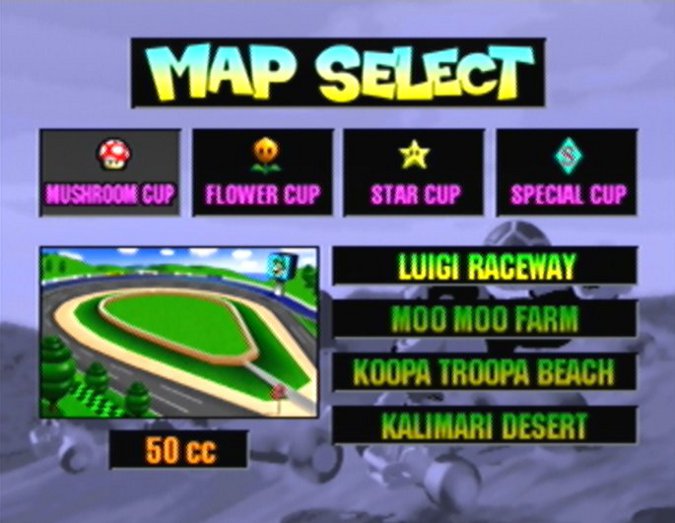 MAP SELECT
MUSHROOM CUP
FLOWER CUP
STAR CUP
SPECIAL CUP
LUIGI RACEWAY
MOO MOO FARM
KOOPA TROOPA BEACH
KALIMARI DESERT
50 cc